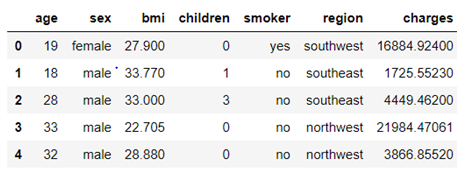 age sex bmi children smoker region charges
0 19 female 27.900 0 yes southwest 16884.92400
1 18 male 33.770 1 no southeast 1725.55230
2 28 male 33.000 3 no southeast 4449.46200
3 33 male 22.705 0 no northwest 21984.47061
4 32 male 28.880 0 no northwest 3866.85520